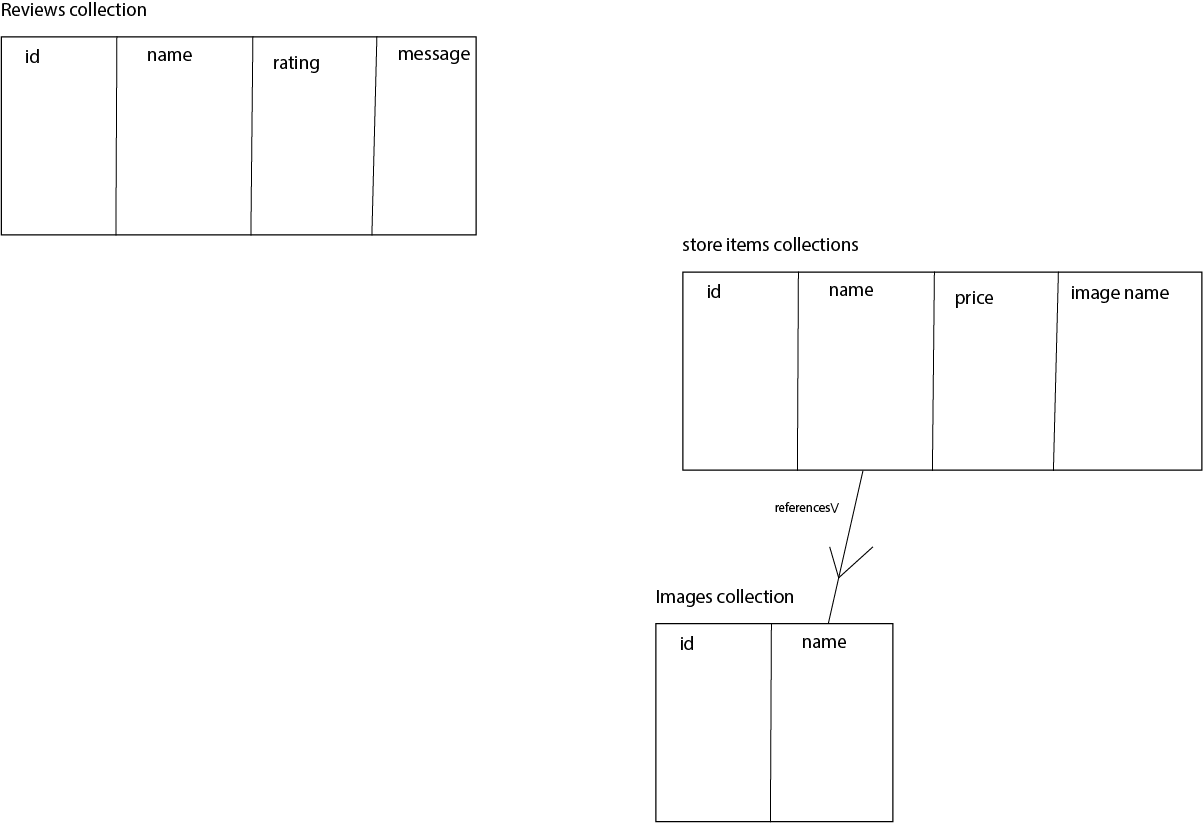 Reviews collection
id name rating message
store items collections
id name price image name
references\/
Images collection
id name